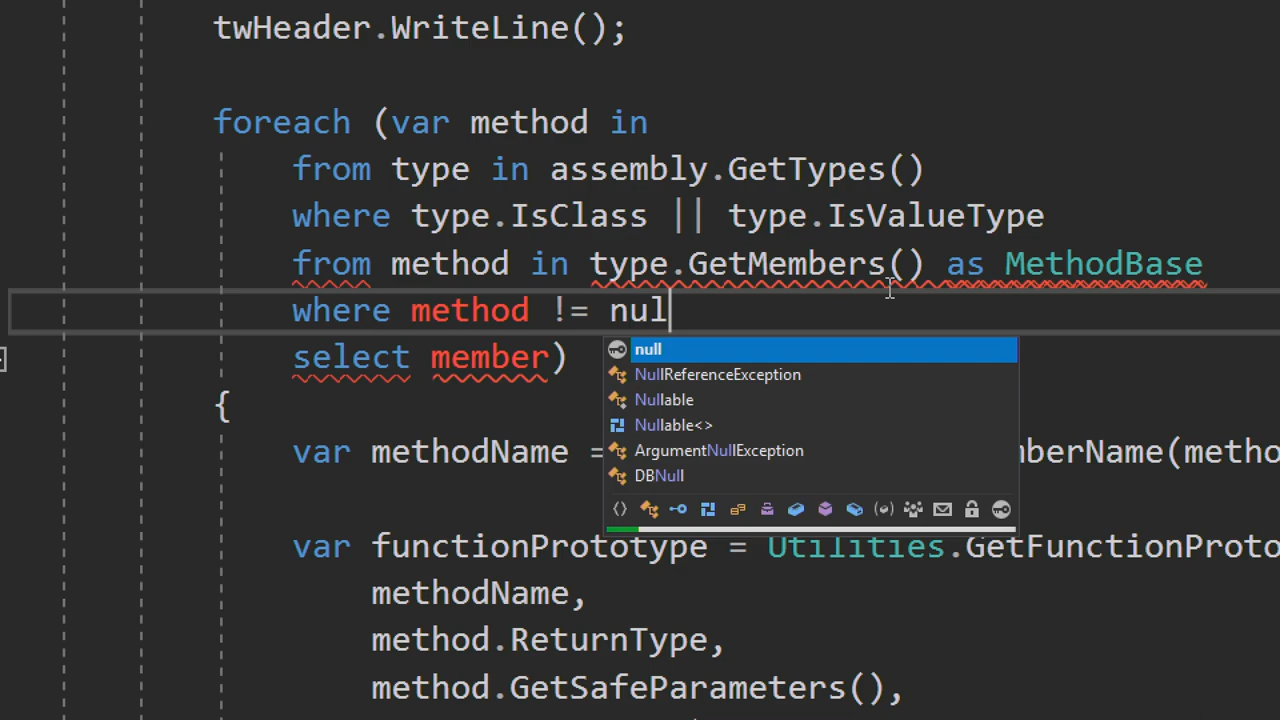 twHeader.WriteLine();
foreach (var method in
from type in assembly.GetTypes()
where type.IsClass || type.IsValueType
from method in type.GetMembers() as MethodBase
where method != nul
select member)
{
null
NullReferenceException
Nullable
Nullable<>
ArgumentNullException
DBNull
var methodName = berName(metho
var functionPrototype = Utilities.GetFunctionProto
methodName,
method.ReturnType,
method.GetSafeParameters(),